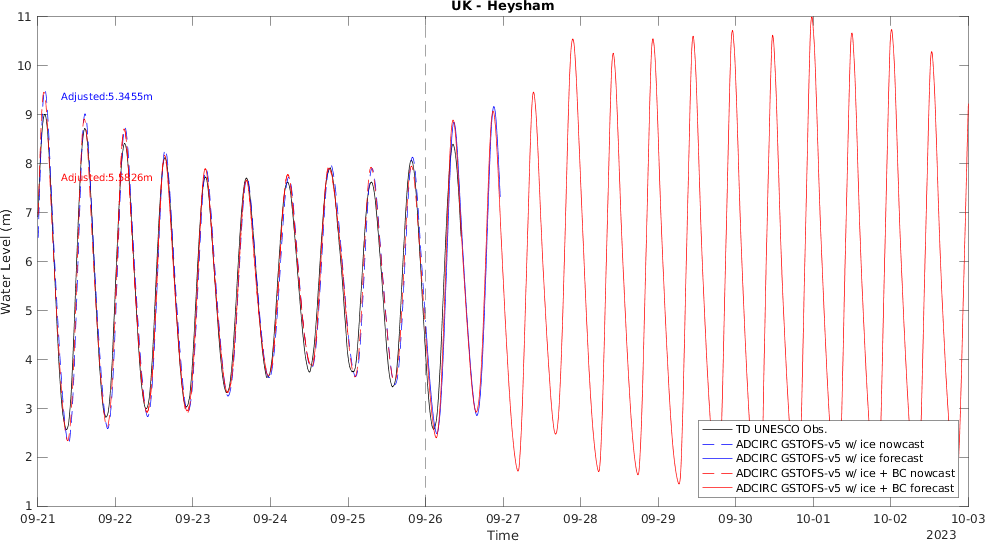 UK - Heysham
11
10
9
8
7
6
5
4
3
2
1
Water Level (m)
Adjusted:5.3455m
Adjusted:5.5826m
TD UNESCO Obs.
ADCIRC GSTOFS-v5 w/ ice nowcast
ADCIRC GSTOFS-v5 w/ ice forecast
ADCIRC GSTOFS-v5 w/ ice + BC nowcast
ADCIRC GSTOFS-v5 w/ ice + BC forecast
09-21 09-22 09-23 09-24 09-25 09-26 09-27 09-28 09-29 09-30 10-01 10-02 10-03
Time
2023